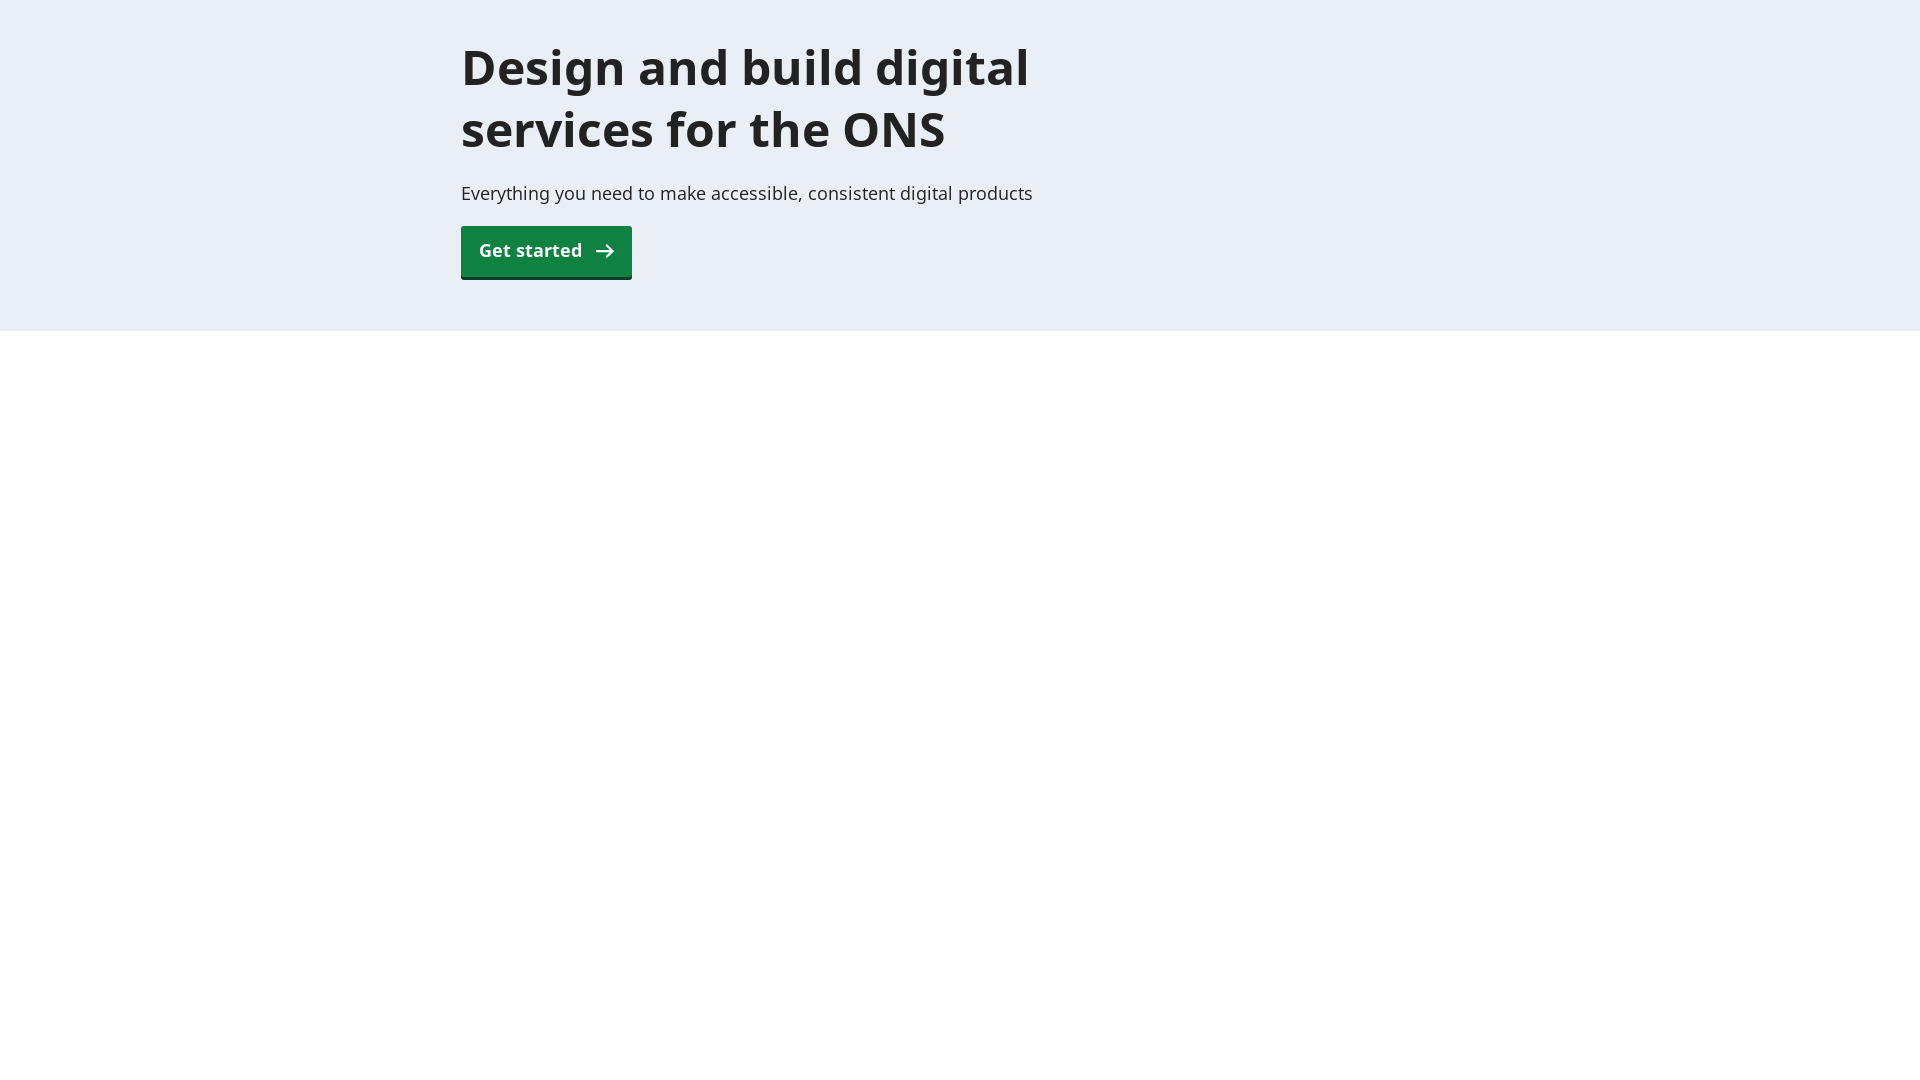 Design and build digital
services for the ONS
Everything you need to make accessible, consistent digital products
Get started